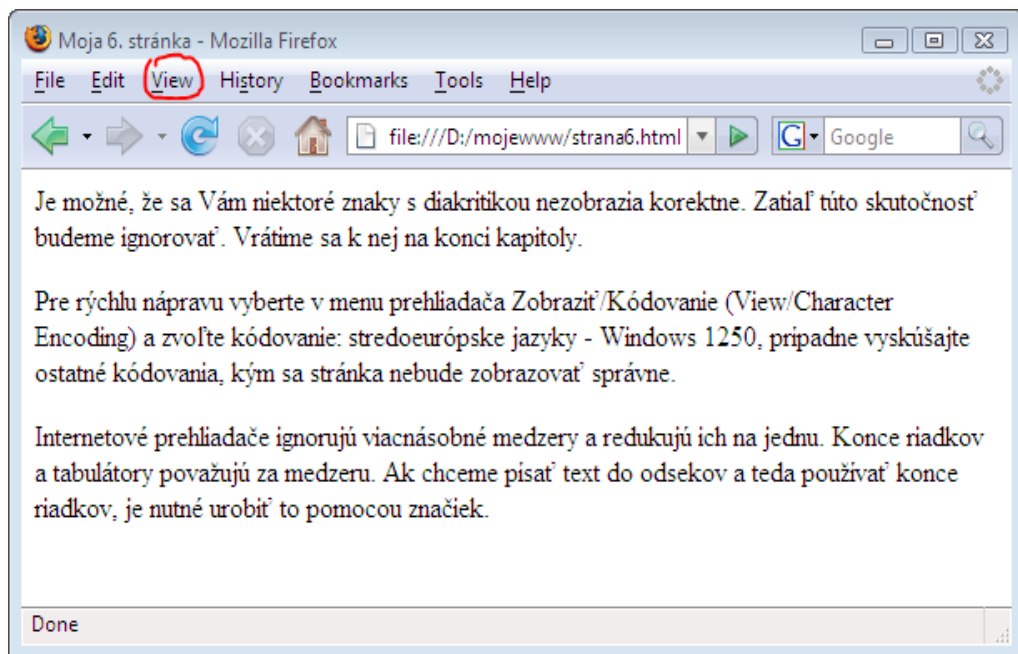 Moja 6. stránka - Mozilla Firefox
File Edit View History Bookmarks Tools Help
file:///D:/mojewww/strana6.html G Google
Je možné, že sa Vám niektoré znaky s diakritikou nezobrazia korektne. Zatiaľ túto skutočnosť
budeme ignorovať. Vrátime sa k nej na konci kapitoly.
Pre rýchlu nápravu vyberte v menu prehliadača Zobraziť/Kódovanie (View/Character
Encoding) a zvoľte kódovanie: stredoeurópske jazyky - Windows 1250, prípadne vyskúšajte
ostatné kódovania, kým sa stránka nebude zobrazovať správne.
Internetové prehliadače ignorujú viacnásobné medzery a redukujú ich na jednu. Konce riadkov
a tabulátory považujú za medzeru. Ak chceme písať text do odsekov a teda používať konce
riadkov, je nutné urobiť to pomocou značiek.
Done